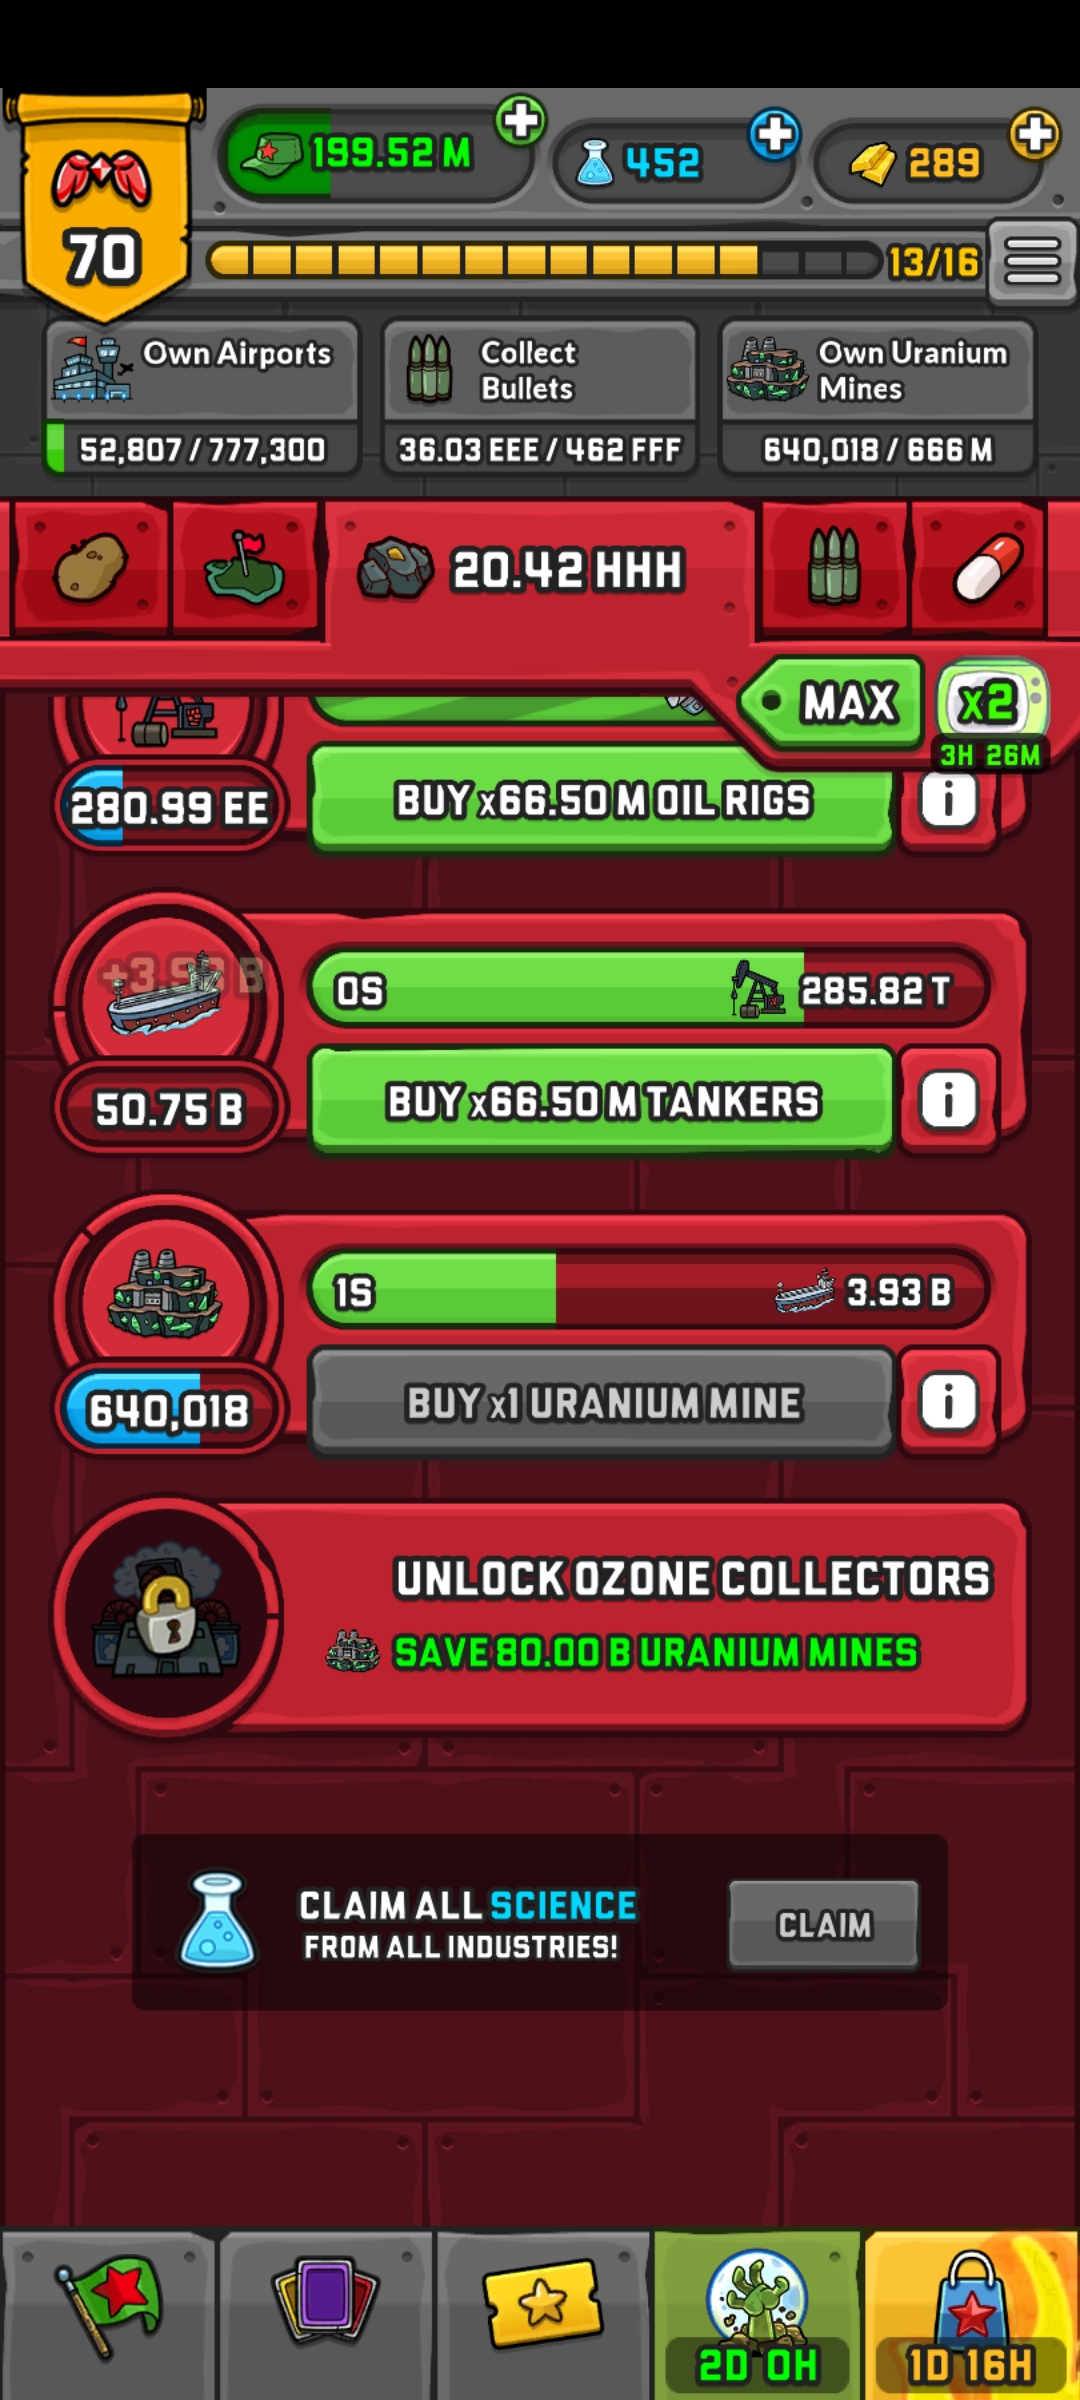 199.52 M
452
289
70
13/16
Own Airports
52,807 / 777,300
Collect
Bullets
36.03 EEE / 462 FFF
Own Uranium
Mines
640,018 / 666 M
20.42 HHH
MAX
x2
3H 26M
280.99 EE
BUY x66.50 M OIL RIGS
i
+3.93 B
0S
285.82 T
50.75 B
BUY x66.50 M TANKERS
i
1S
3.93 B
640,018
BUY x1 URANIUM MINE
i
UNLOCK OZONE COLLECTORS
SAVE 80.00 B URANIUM MINES
CLAIM ALL SCIENCE
FROM ALL INDUSTRIES!
CLAIM
2D 0H
1D 16H